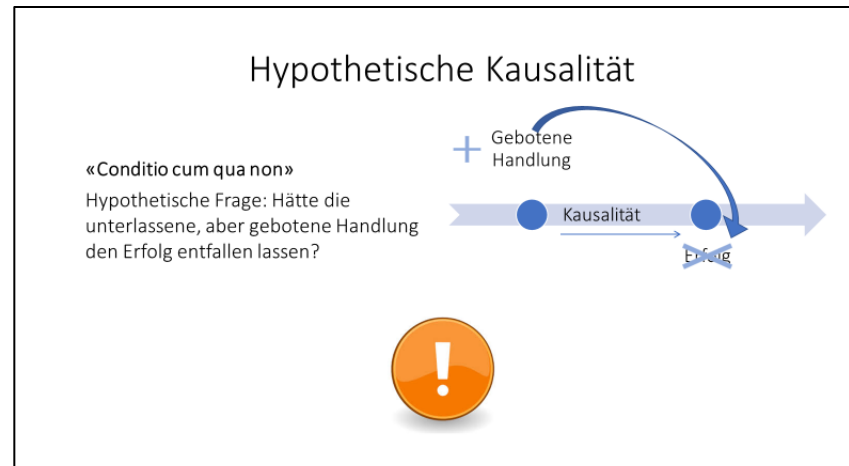 Hypothetische Kausalität
«Conditio cum qua non»
Hypothetische Frage: Hätte die
unterlassene, aber gebotene Handlung
den Erfolg entfallen lassen?
+ Gebotene
Handlung
Kausalität
Erfolg
!